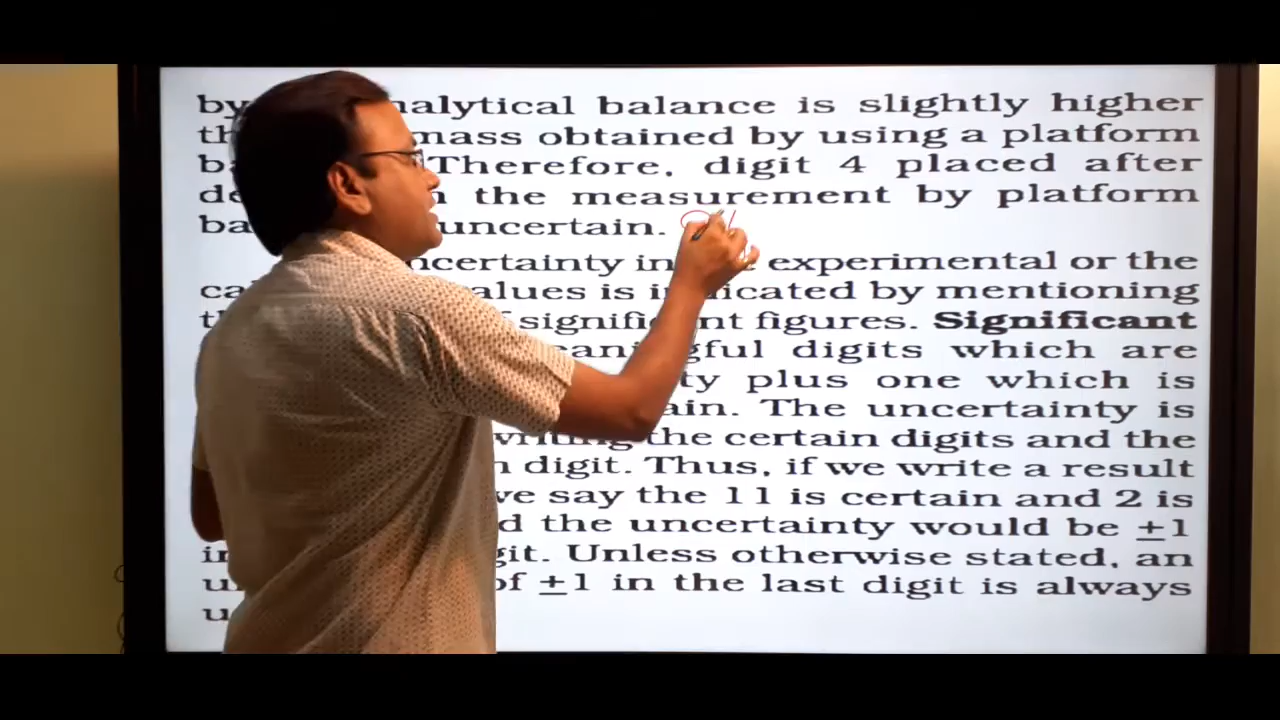 by nalytical balance is slightly higher
th mass obtained by using a platform
ba Therefore, digit 4 placed after
de n the measurement by platform
ba uncertain.
ncertainty in experimental or the
ca alues is indicated by mentioning
th f significant figures. Significant
eaningful digits which are
ty plus one which is
ain. The uncertainty is
writing the certain digits and the
n digit. Thus, if we write a result
we say the 11 is certain and 2 is
d the uncertainty would be ±1
in git. Unless otherwise stated, an
u of ±1 in the last digit is always
u